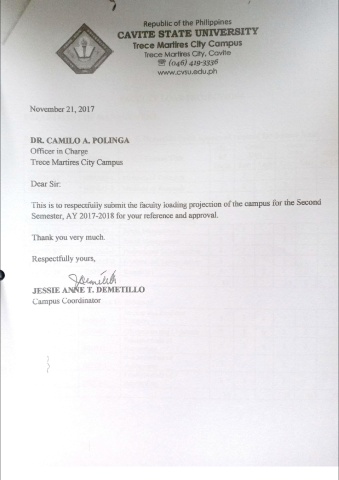 Republic of the Philippines
CAVITE STATE UNIVERSITY
Trece Martires City Campus
Trece Martires City, Cavite
☎ (046) 419-3336
www.cvsu.edu.ph
November 21, 2017
DR. CAMILO A. POLINGA
Officer in Charge
Trece Martires City Campus
Dear Sir:
This is to respectfully submit the faculty loading projection of the campus for the Second
Semester, AY 2017-2018 for your reference and approval.
Thank you very much.
Respectfully yours,
JDemetillo
JESSIE ANNE T. DEMETILLO
Campus Coordinator